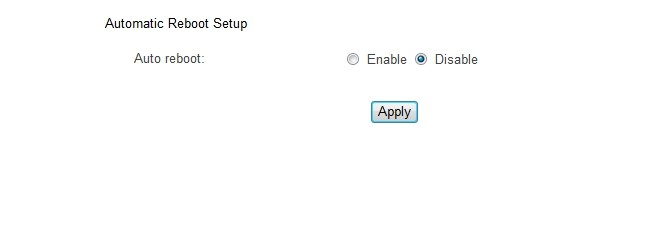 Automatic Reboot Setup
Auto reboot: Enable Disable
Apply